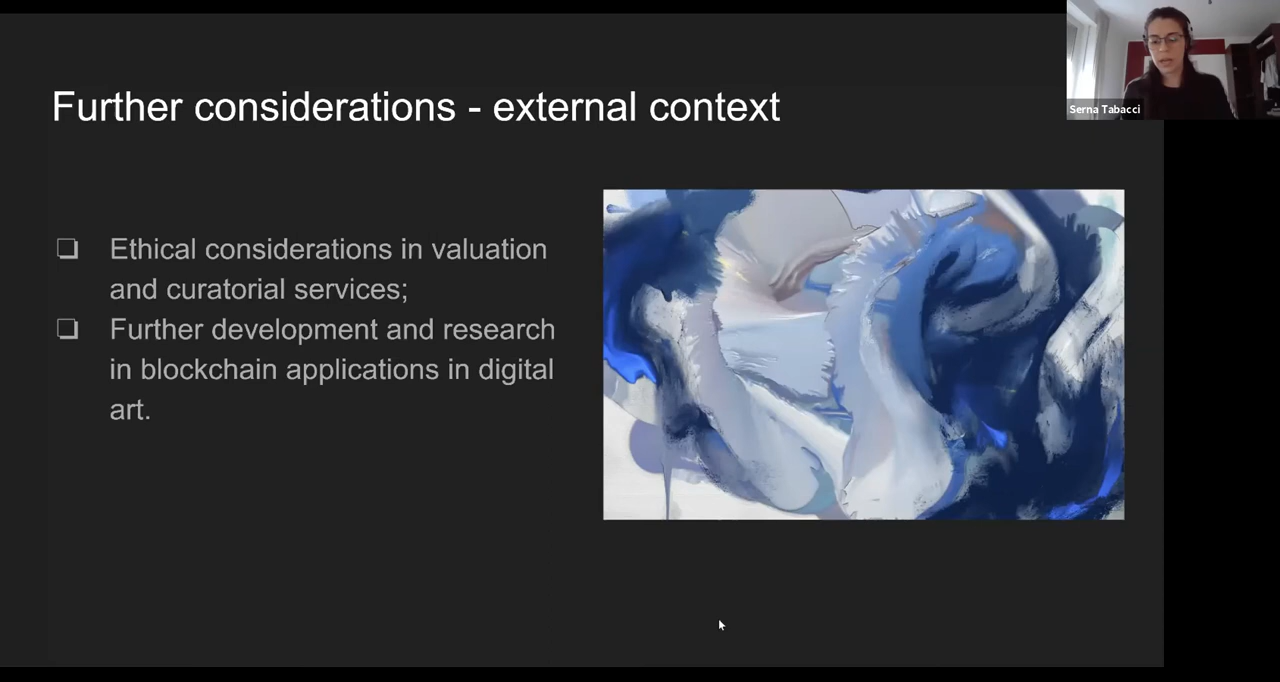 Further considerations - external context
Serna Tabacci
Ethical considerations in valuation
and curatorial services;
Further development and research
in blockchain applications in digital
art.